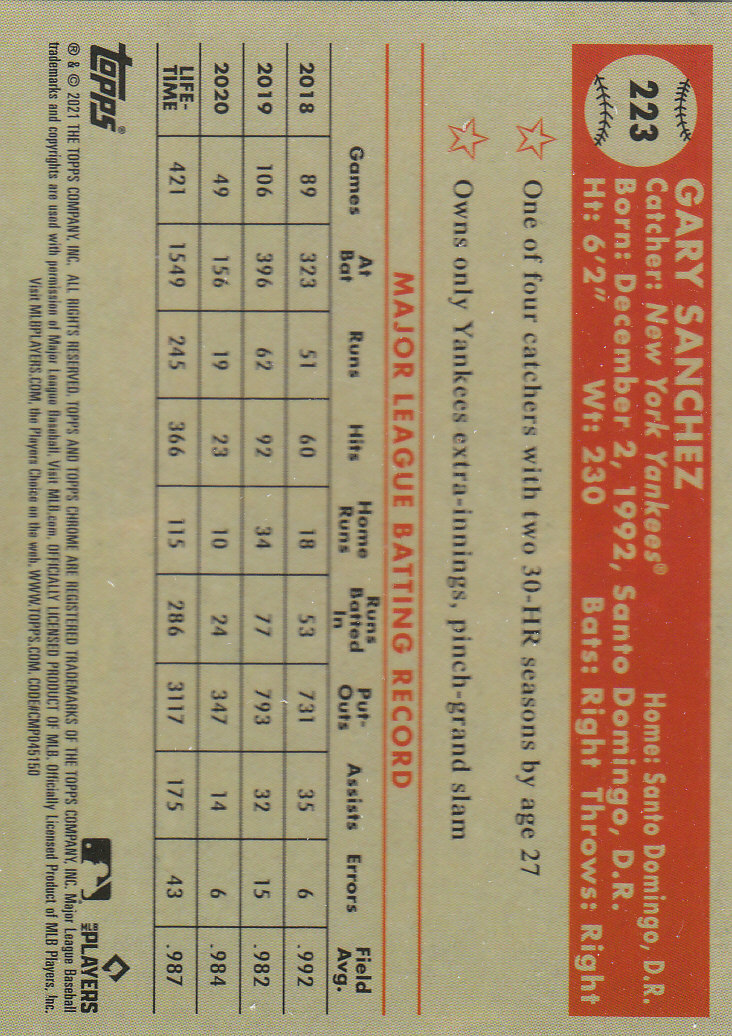 223
GARY SANCHEZ
Catcher: New York Yankees® Home: Santo Domingo, D.R.
Born: December 2, 1992, Santo Domingo, D.R.
Ht: 6'2" Wt: 230 Bats: Right Throws: Right
One of four catchers with two 30-HR seasons by age 27
Owns only Yankees extra-innings, pinch-grand slam
MAJOR LEAGUE BATTING RECORD
Games At Bat Runs Hits Home Runs Runs Batted In Put-Outs Assists Errors Field Avg.
2018 89 323 51 60 18 53 731 35 6 .992
2019 106 396 62 92 34 77 793 32 15 .982
2020 49 156 19 23 10 24 347 14 6 .984
LIFE-TIME 421 1549 245 366 115 286 3117 175 43 .987
topps®
MLB PLAYERS
® & © 2021 THE TOPPS COMPANY, INC. ALL RIGHTS RESERVED. TOPPS AND TOPPS CHROME ARE REGISTERED TRADEMARKS OF THE TOPPS COMPANY, INC. Major League Baseball
trademarks and copyrights are used with permission of Major League Baseball. Visit MLB.com. OFFICIALLY LICENSED PRODUCT OF MLB. Officially Licensed Product of MLB Players, Inc.
Visit MLBPLAYERS.COM, the Players Choice on the web. WWW.TOPPS.COM. CODE#CMP045150